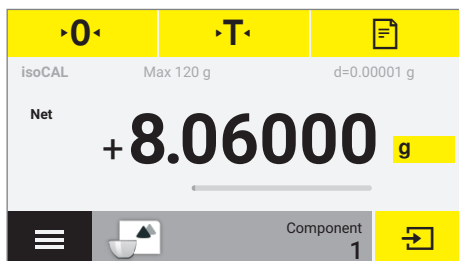 0 T
isoCAL Max 120 g d=0.00001 g
Net
+8.06000 g
Component
1